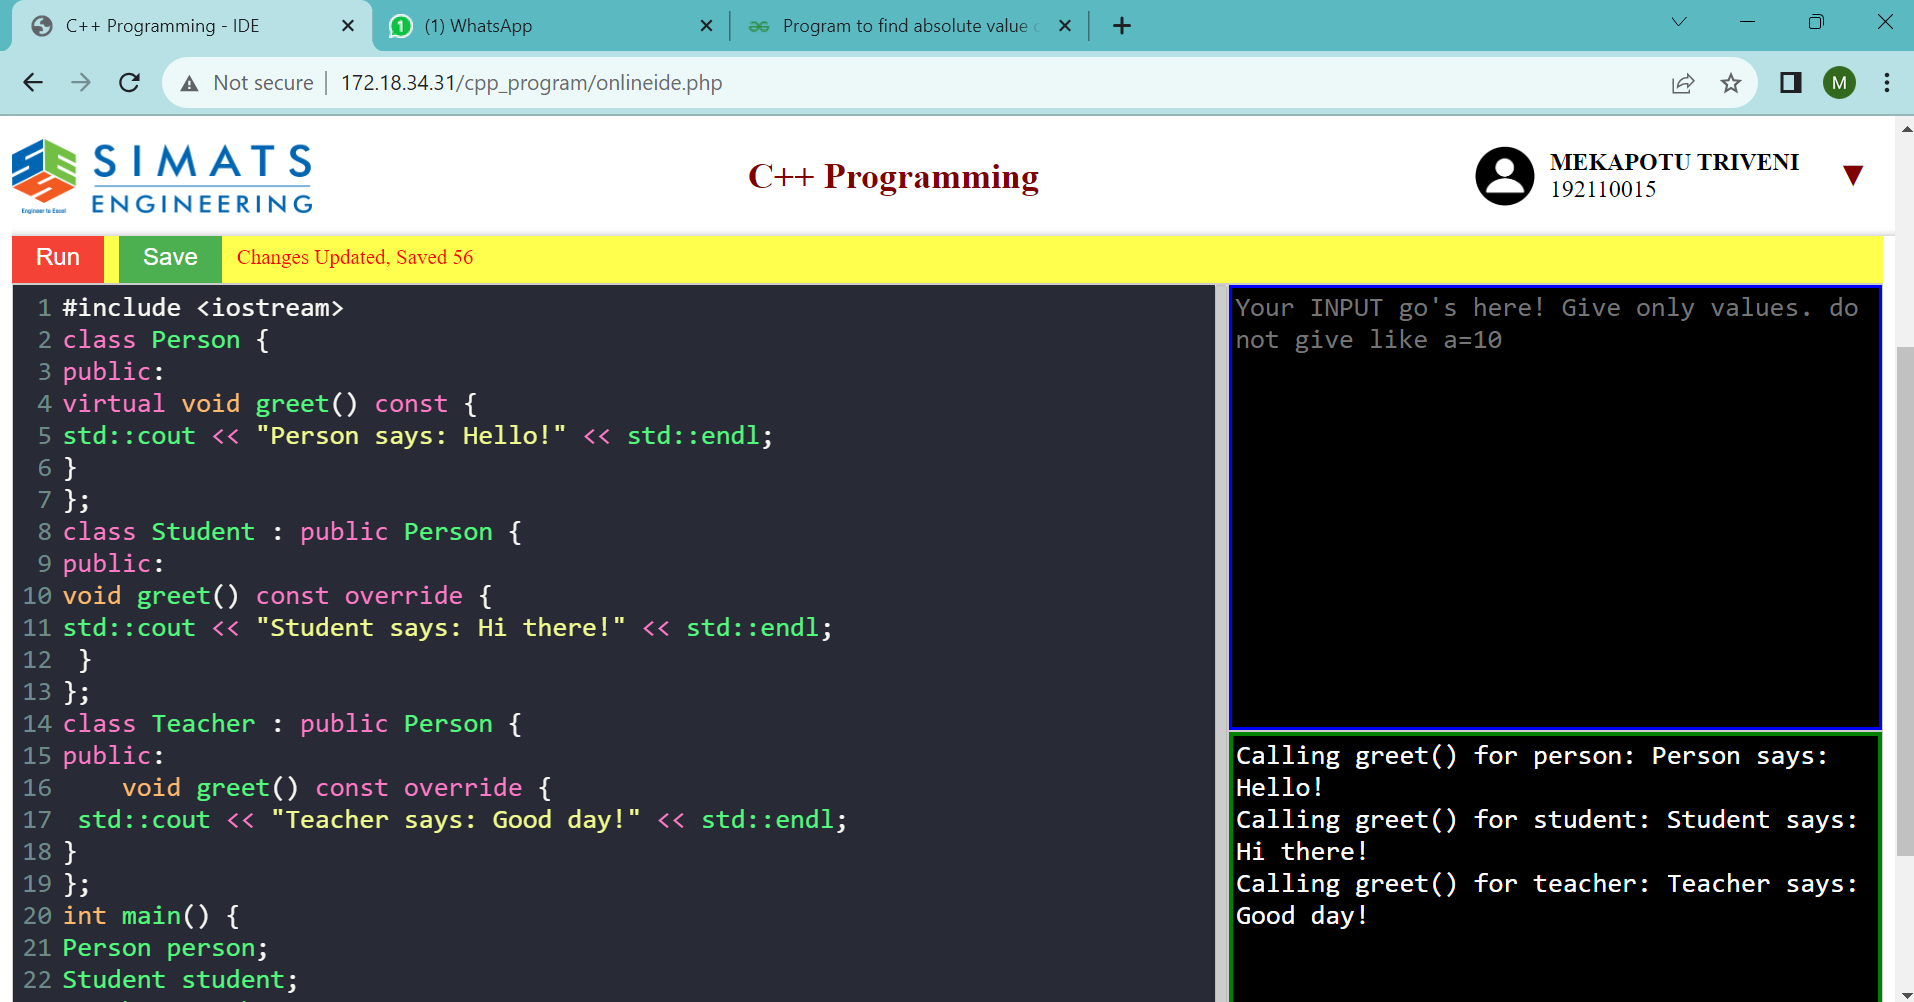 C++ Programming - IDE
(1) WhatsApp
Program to find absolute value
Not secure | 172.18.34.31/cpp_program/onlineide.php
M
SIMATS
ENGINEERING
Engineer to Excel
C++ Programming
MEKAPOTU TRIVENI
192110015
Run
Save
Changes Updated, Saved 56
1 #include <iostream>
2 class Person {
3 public:
4 virtual void greet() const {
5 std::cout << "Person says: Hello!" << std::endl;
6 }
7 };
8 class Student : public Person {
9 public:
10 void greet() const override {
11 std::cout << "Student says: Hi there!" << std::endl;
12  }
13 };
14 class Teacher : public Person {
15 public:
16     void greet() const override {
17  std::cout << "Teacher says: Good day!" << std::endl;
18 }
19 };
20 int main() {
21 Person person;
22 Student student;
Your INPUT go's here! Give only values. do
not give like a=10
Calling greet() for person: Person says:
Hello!
Calling greet() for student: Student says:
Hi there!
Calling greet() for teacher: Teacher says:
Good day!